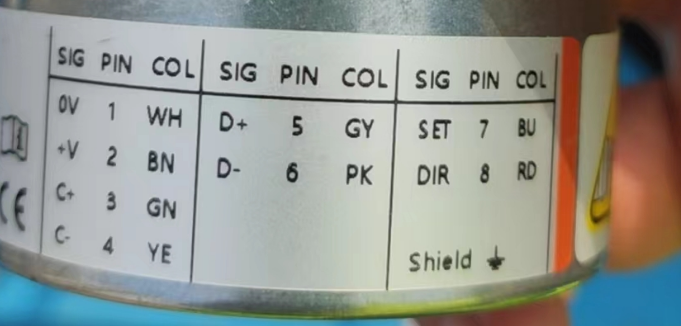 SIG PIN COL SIG PIN COL SIG PIN COL
0V 1 WH D+ 5 GY SET 7 BU
+V 2 BN D- 6 PK DIR 8 RD
C+ 3 GN
C- 4 YE Shield
CE